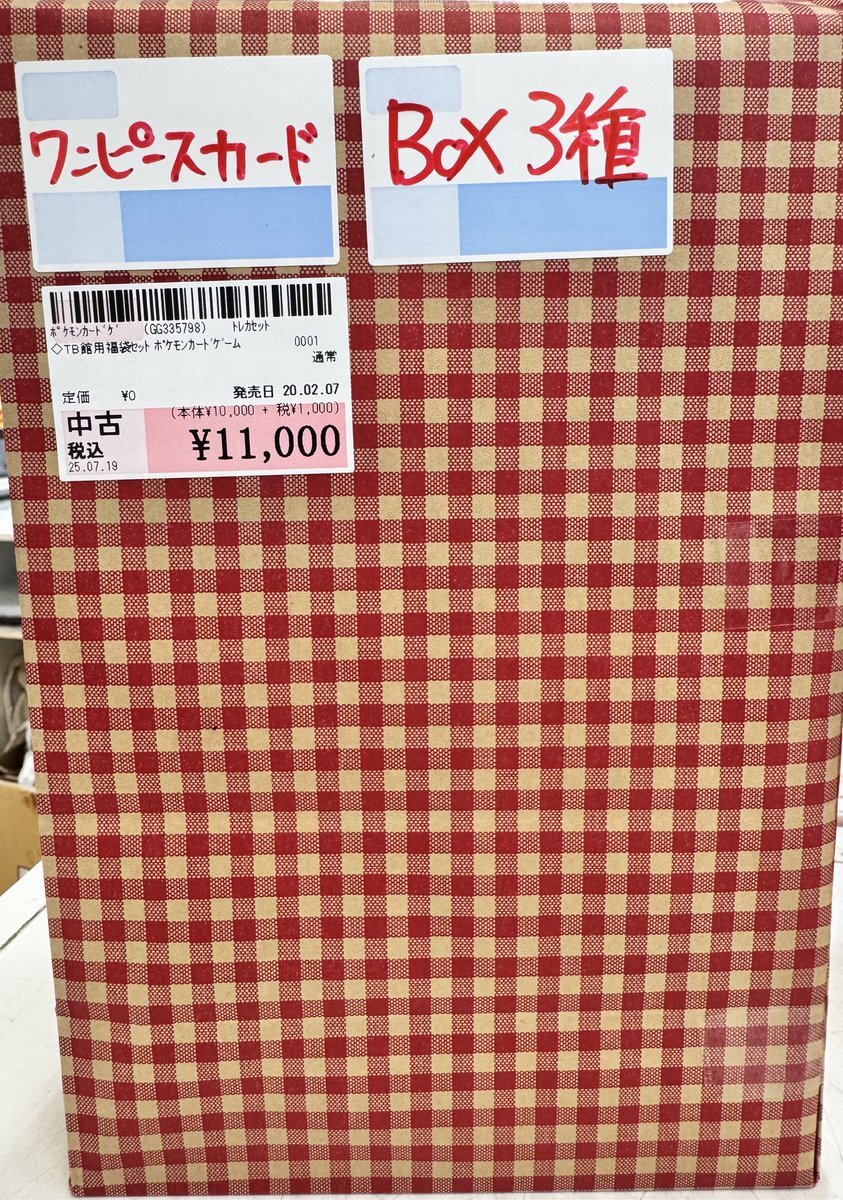 ワンピースカード
Box 3種
ﾎﾟｹﾓﾝｶｰﾄﾞｹﾞ (GG335798) ﾄﾚｶｾｯﾄ
◇TB館用福袋ｾｯﾄ ﾎﾟｹﾓﾝｶｰﾄﾞｹﾞｰﾑ 0001
通常
定価 ¥0 発売日 20.02.07
(本体¥10,000 + 税¥1,000)
中古
税込
¥11,000
25.07.19